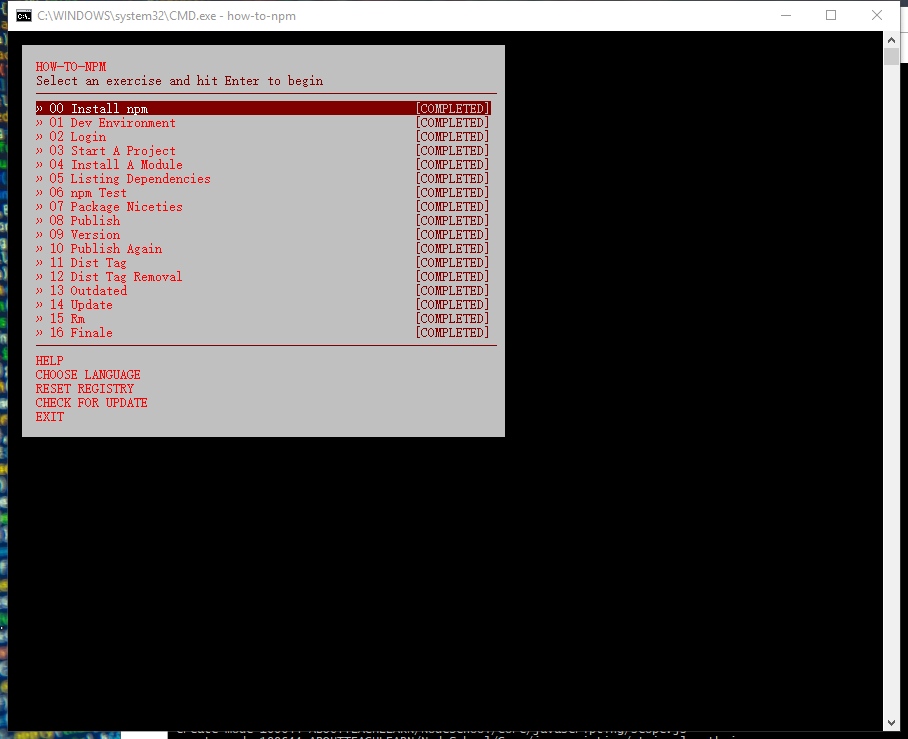 C:\WINDOWS\system32\CMD.exe - how-to-npm
HOW-TO-NPM
Select an exercise and hit Enter to begin
» 00 Install npm [COMPLETED]
» 01 Dev Environment [COMPLETED]
» 02 Login [COMPLETED]
» 03 Start A Project [COMPLETED]
» 04 Install A Module [COMPLETED]
» 05 Listing Dependencies [COMPLETED]
» 06 npm Test [COMPLETED]
» 07 Package Niceties [COMPLETED]
» 08 Publish [COMPLETED]
» 09 Version [COMPLETED]
» 10 Publish Again [COMPLETED]
» 11 Dist Tag [COMPLETED]
» 12 Dist Tag Removal [COMPLETED]
» 13 Outdated [COMPLETED]
» 14 Update [COMPLETED]
» 15 Rm [COMPLETED]
» 16 Finale [COMPLETED]
HELP
CHOOSE LANGUAGE
RESET REGISTRY
CHECK FOR UPDATE
EXIT